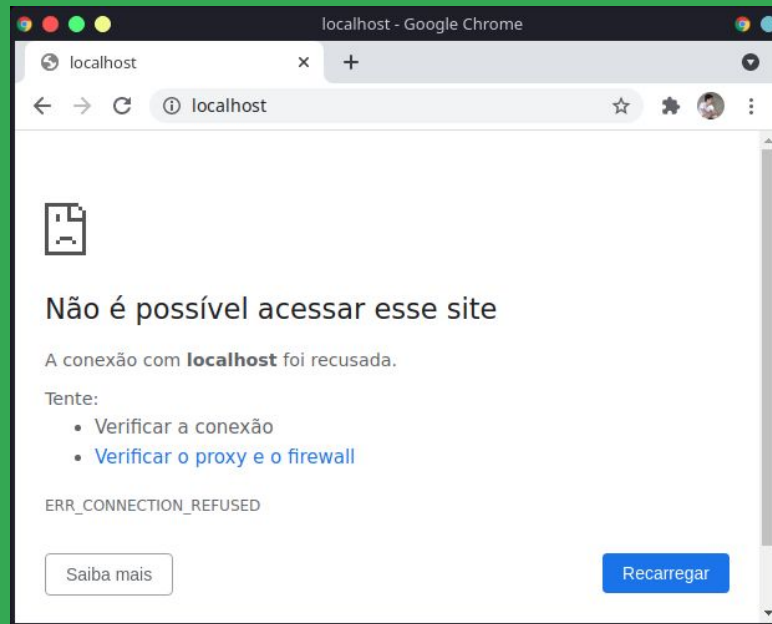 localhost - Google Chrome
localhost
localhost
Não é possível acessar esse site
A conexão com localhost foi recusada.
Tente:
Verificar a conexão
Verificar o proxy e o firewall
ERR_CONNECTION_REFUSED
Saiba mais
Recarregar